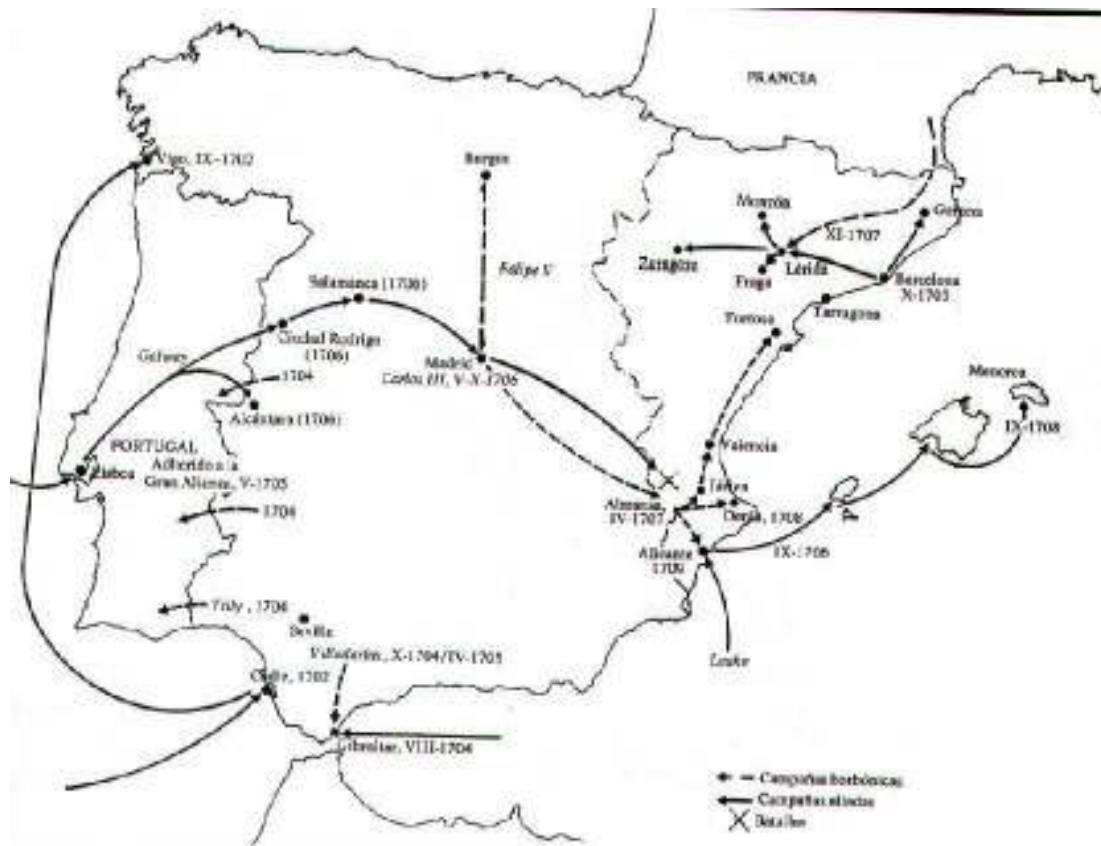 FRANCIA
Vigo, IX-1702
Burgos
Monzón
Gerona
XI-1707
Zaragoza
Fraga
Lérida
Barcelona
X-1705
Felipe V
Salamanca (1706)
Tarragona
Tortosa
Ciudad Rodrigo
(1706)
Galway
Madrid
Carlos III, V-X-1706
1704
Menorca
Alcántara (1706)
IX-1708
Valencia
PORTUGAL
Adherido a la
Gran Alianza, V-1703
Lisboa
Játiva
Almansa,
IV-1707
Denia, 1708
1704
Alicante
1709
IX-1706
Tilly, 1704
Sevilla
Villadarias, X-1704/IV-1705
Leake
Cádiz, 1702
Gibraltar, VIII-1704
Campañas borbónicas
Campañas aliadas
Batallas